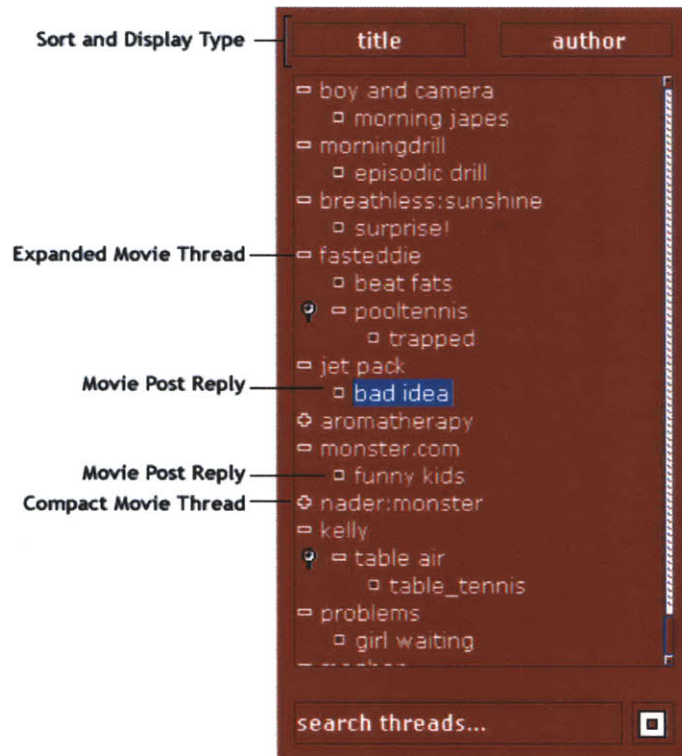 Sort and Display Type
title author
boy and camera
morning japes
morningdrill
episodic drill
breathless:sunshine
surprise!
Expanded Movie Thread fasteddie
beat fats
pooltennis
trapped
jet pack
Movie Post Reply bad idea
aromatherapy
monster.com
Movie Post Reply funny kids
Compact Movie Thread nader:monster
kelly
table air
table_tennis
problems
girl waiting
search threads...